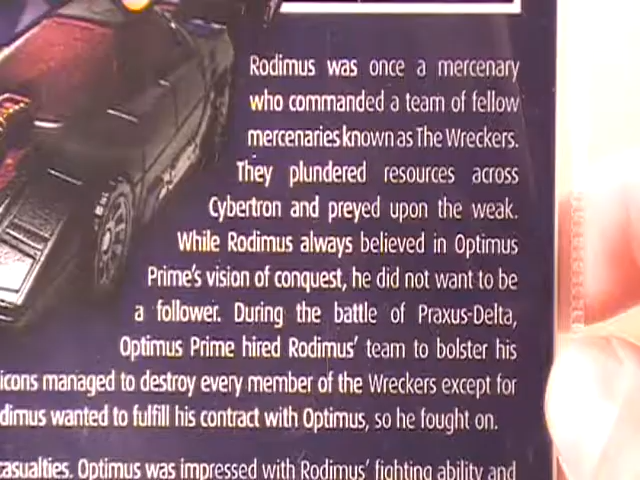 Rodimus was once a mercenary
who commanded a team of fellow
mercenaries known as The Wreckers.
They plundered resources across
Cybertron and preyed upon the weak.
While Rodimus always believed in Optimus
Prime's vision of conquest, he did not want to be
a follower. During the battle of Praxus-Delta,
Optimus Prime hired Rodimus' team to bolster his
icons managed to destroy every member of the Wreckers except for
dimus wanted to fulfill his contract with Optimus, so he fought on.
casualties. Optimus was impressed with Rodimus' fighting ability and